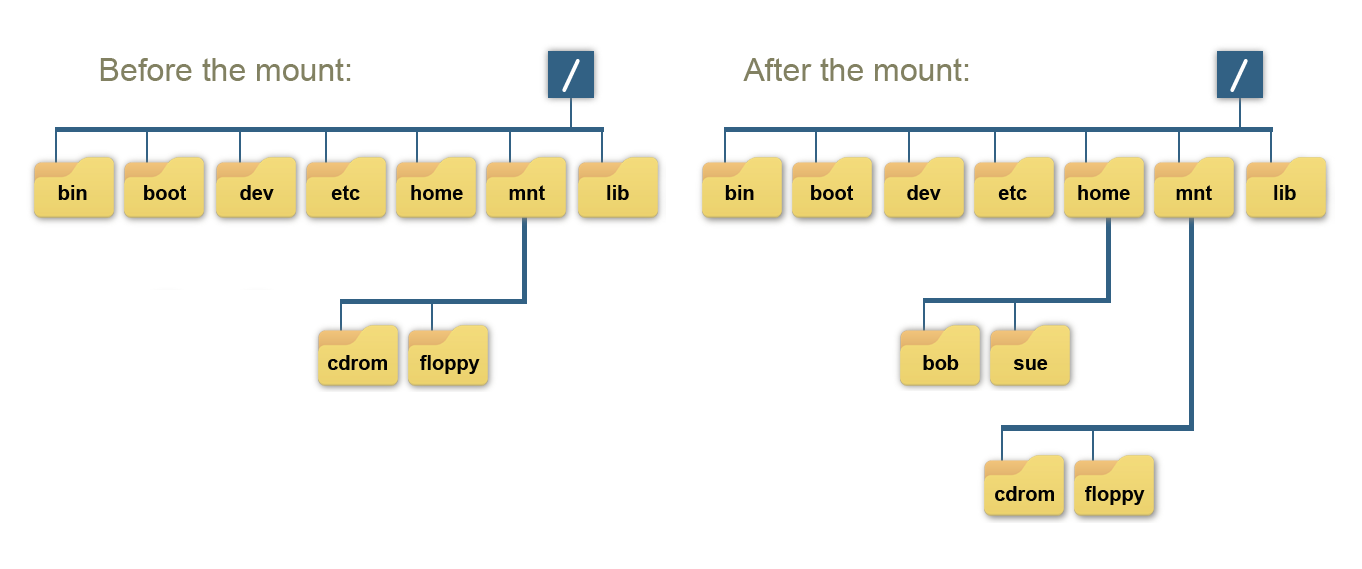 Before the mount:
/
bin boot dev etc home mnt lib
cdrom floppy
After the mount:
/
bin boot dev etc home mnt lib
bob sue
cdrom floppy